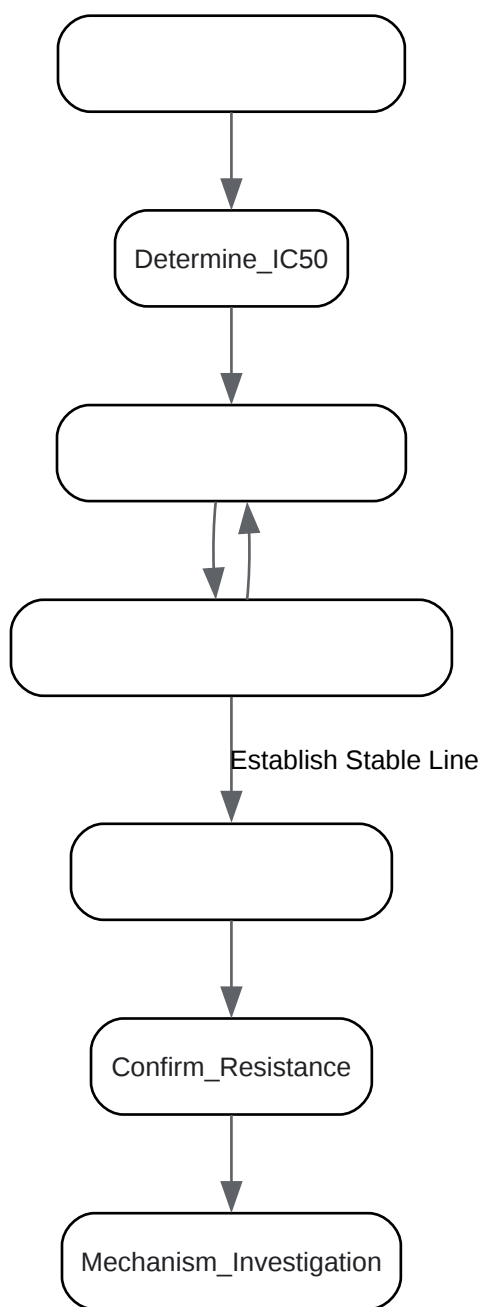 Determine_IC50
Establish Stable Line
Confirm_Resistance
Mechanism_Investigation